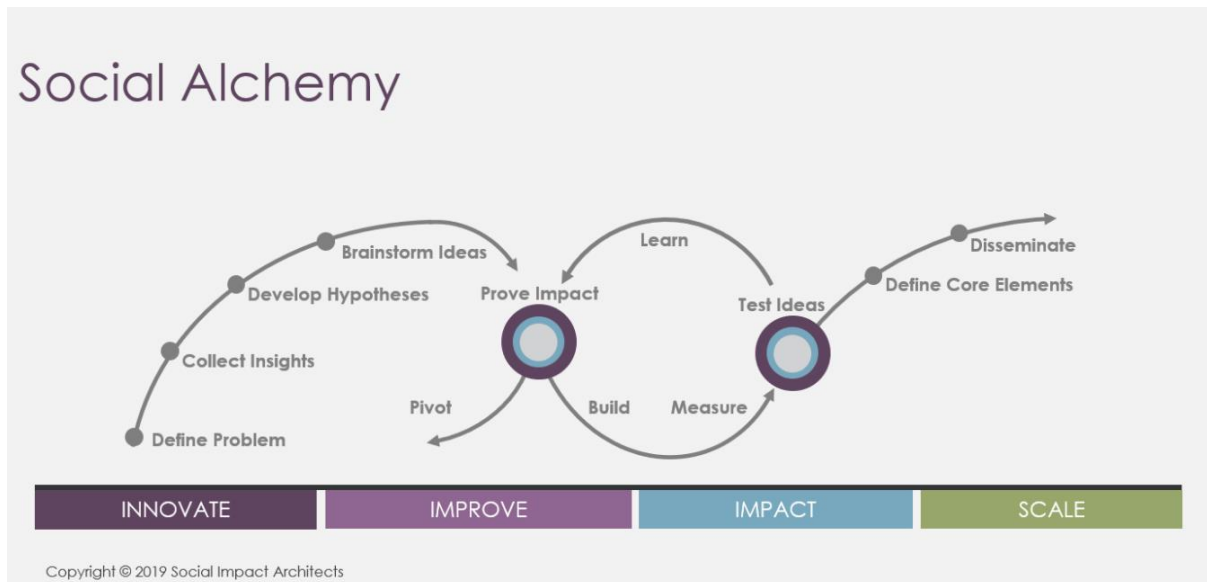 Social Alchemy
Learn
Brainstorm Ideas
Disseminate
Develop Hypotheses
Prove Impact
Test Ideas
Define Core Elements
Collect Insights
Pivot
Build
Measure
Define Problem
INNOVATE
IMPROVE
IMPACT
SCALE
Copyright © 2019 Social Impact Architects